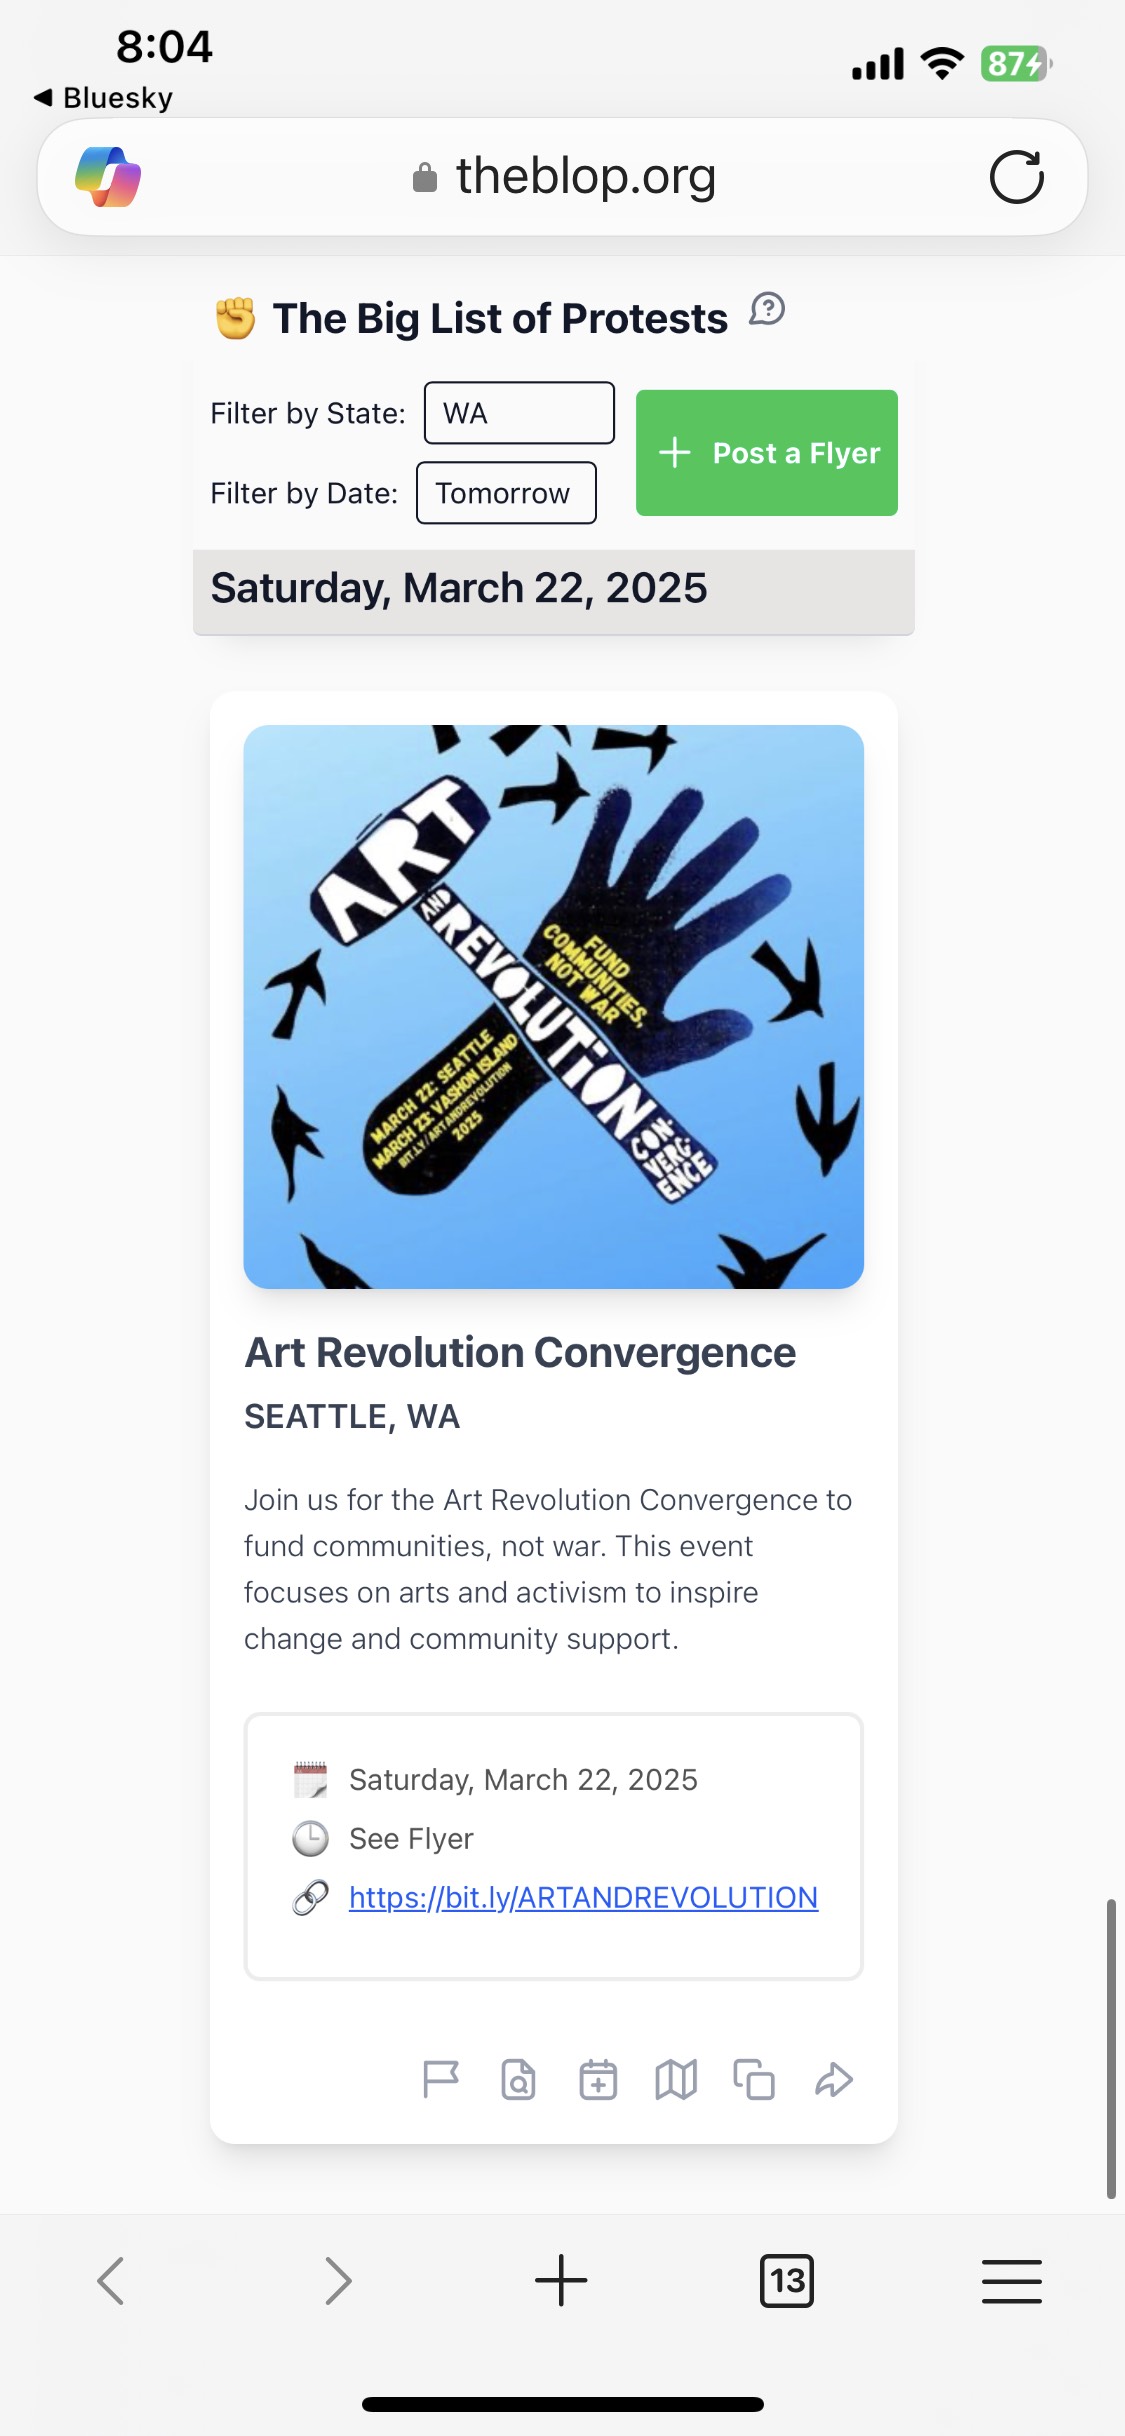 8:04
◀ Bluesky
87
theblop.org
✊ The Big List of Protests
Filter by State: WA
+ Post a Flyer
Filter by Date: Tomorrow
Saturday, March 22, 2025
ART
AND
REVOLUTION
CON-
VERG-
ENCE
FUND
COMMUNITIES,
NOT WAR
MARCH 22: SEATTLE
MARCH 23: VASHON ISLAND
BIT.LY/ARTANDREVOLUTION
2025
Art Revolution Convergence
SEATTLE, WA
Join us for the Art Revolution Convergence to
fund communities, not war. This event
focuses on arts and activism to inspire
change and community support.
Saturday, March 22, 2025
See Flyer
https://bit.ly/ARTANDREVOLUTION
13